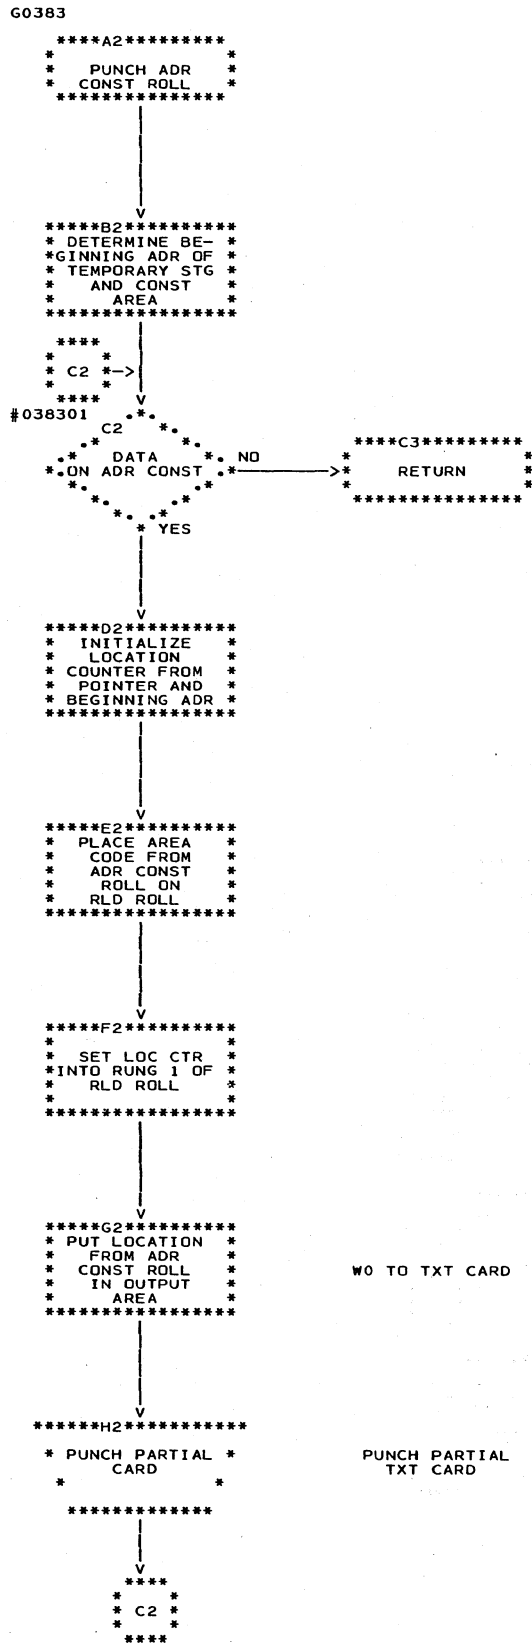 G0383
****A2*********
* *
* PUNCH ADR *
* CONST ROLL *
***************
*****B2**********
* DETERMINE BE- *
*GINNING ADR OF *
* TEMPORARY STG *
* AND CONST *
* AREA *
*****************
****
* *
* C2 *->
* *
****
#038301
C2
DATA
ON ADR CONST
NO
YES
****C3*********
* *
* RETURN *
* *
***************
*****D2**********
* INITIALIZE *
* LOCATION *
* COUNTER FROM *
* POINTER AND *
* BEGINNING ADR *
*****************
*****E2**********
* PLACE AREA *
* CODE FROM *
* ADR CONST *
* ROLL ON *
* RLD ROLL *
*****************
*****F2**********
* *
* SET LOC CTR *
*INTO RUNG 1 OF *
* RLD ROLL *
* *
*****************
*****G2**********
* PUT LOCATION *
* FROM ADR *
* CONST ROLL *
* IN OUTPUT *
* AREA *
*****************
W0 TO TXT CARD
******H2***********
* PUNCH PARTIAL *
CARD
* *
*************
PUNCH PARTIAL
TXT CARD
****
* *
* C2 *
* *
****